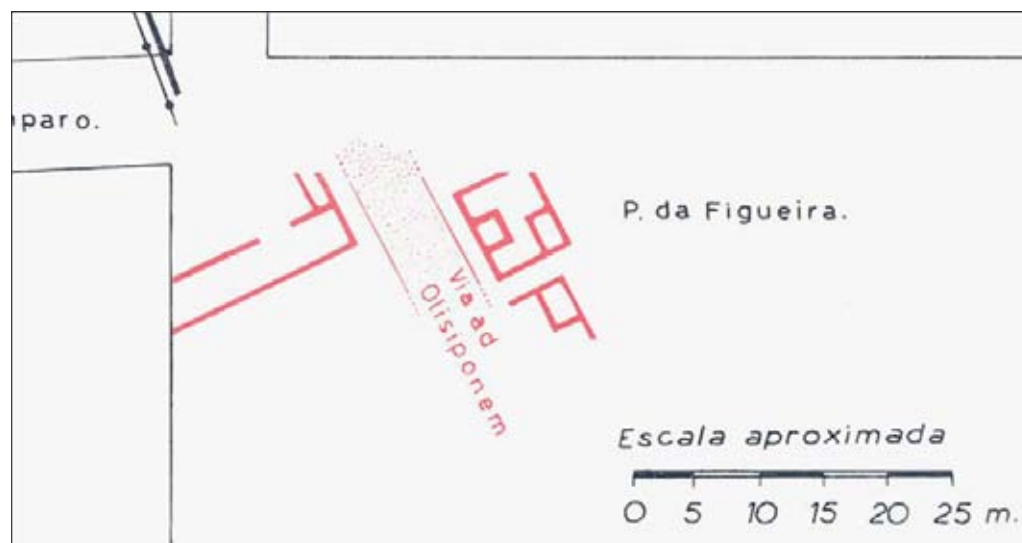 paro.
P. da Figueira.
Via ad
Olisiponem
Escala aproximada
0 5 10 15 20 25 m.